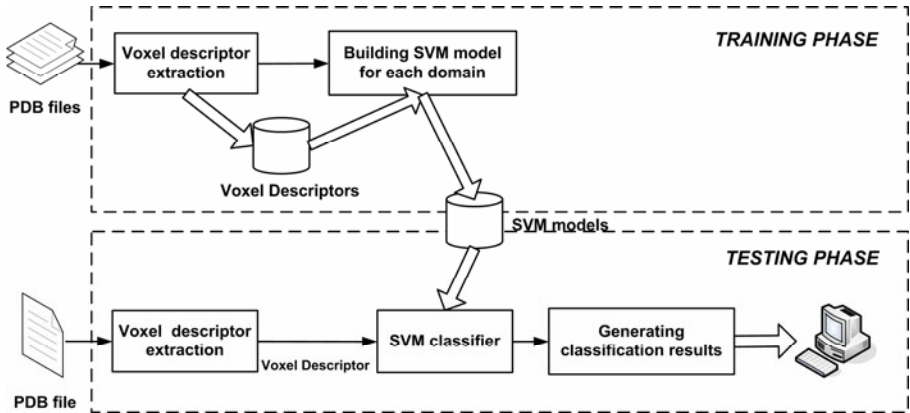 TRAINING PHASE
Voxel descriptor
extraction
Building SVM model
for each domain
PDB files
Voxel Descriptors
SVM models
TESTING PHASE
Voxel descriptor
extraction
Voxel Descriptor
SVM classifier
Generating
classification results
PDB file